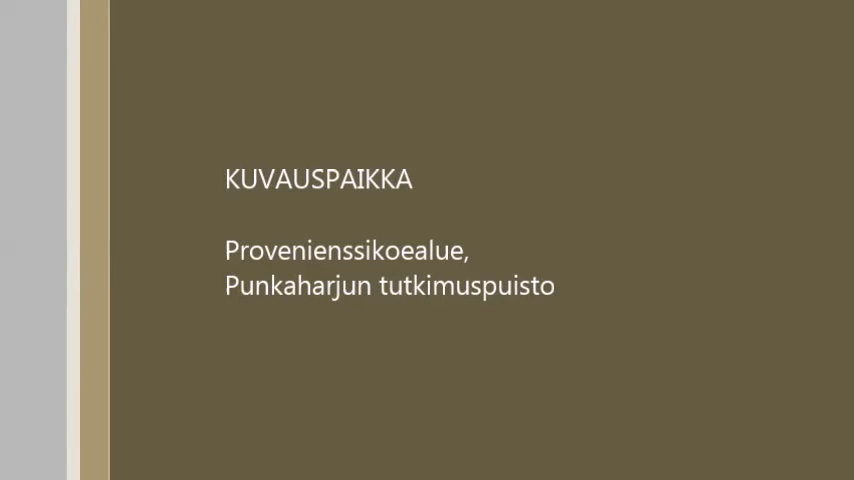 KUVAUSPAIKKA
Provenienssikoealue,
Punkaharjun tutkimuspuisto